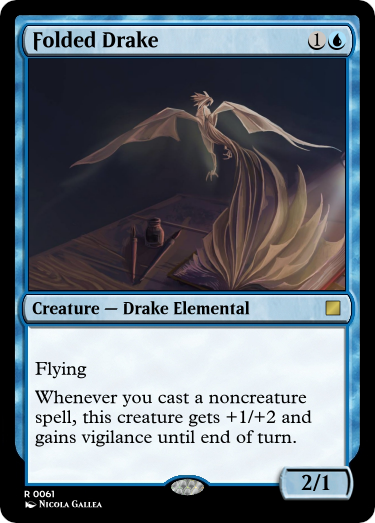 Folded Drake 1
Creature — Drake Elemental
Flying
Whenever you cast a noncreature
spell, this creature gets +1/+2 and
gains vigilance until end of turn.
2/1
R 0061
Nicola Gallea